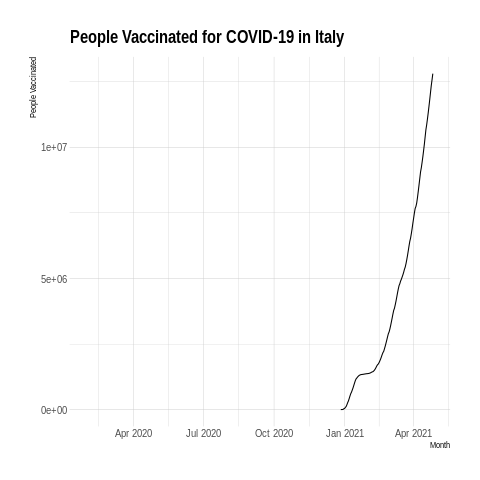 People Vaccinated for COVID-19 in Italy
People Vaccinated
1e+07
5e+06
0e+00
Apr 2020 Jul 2020 Oct 2020 Jan 2021 Apr 2021
Month